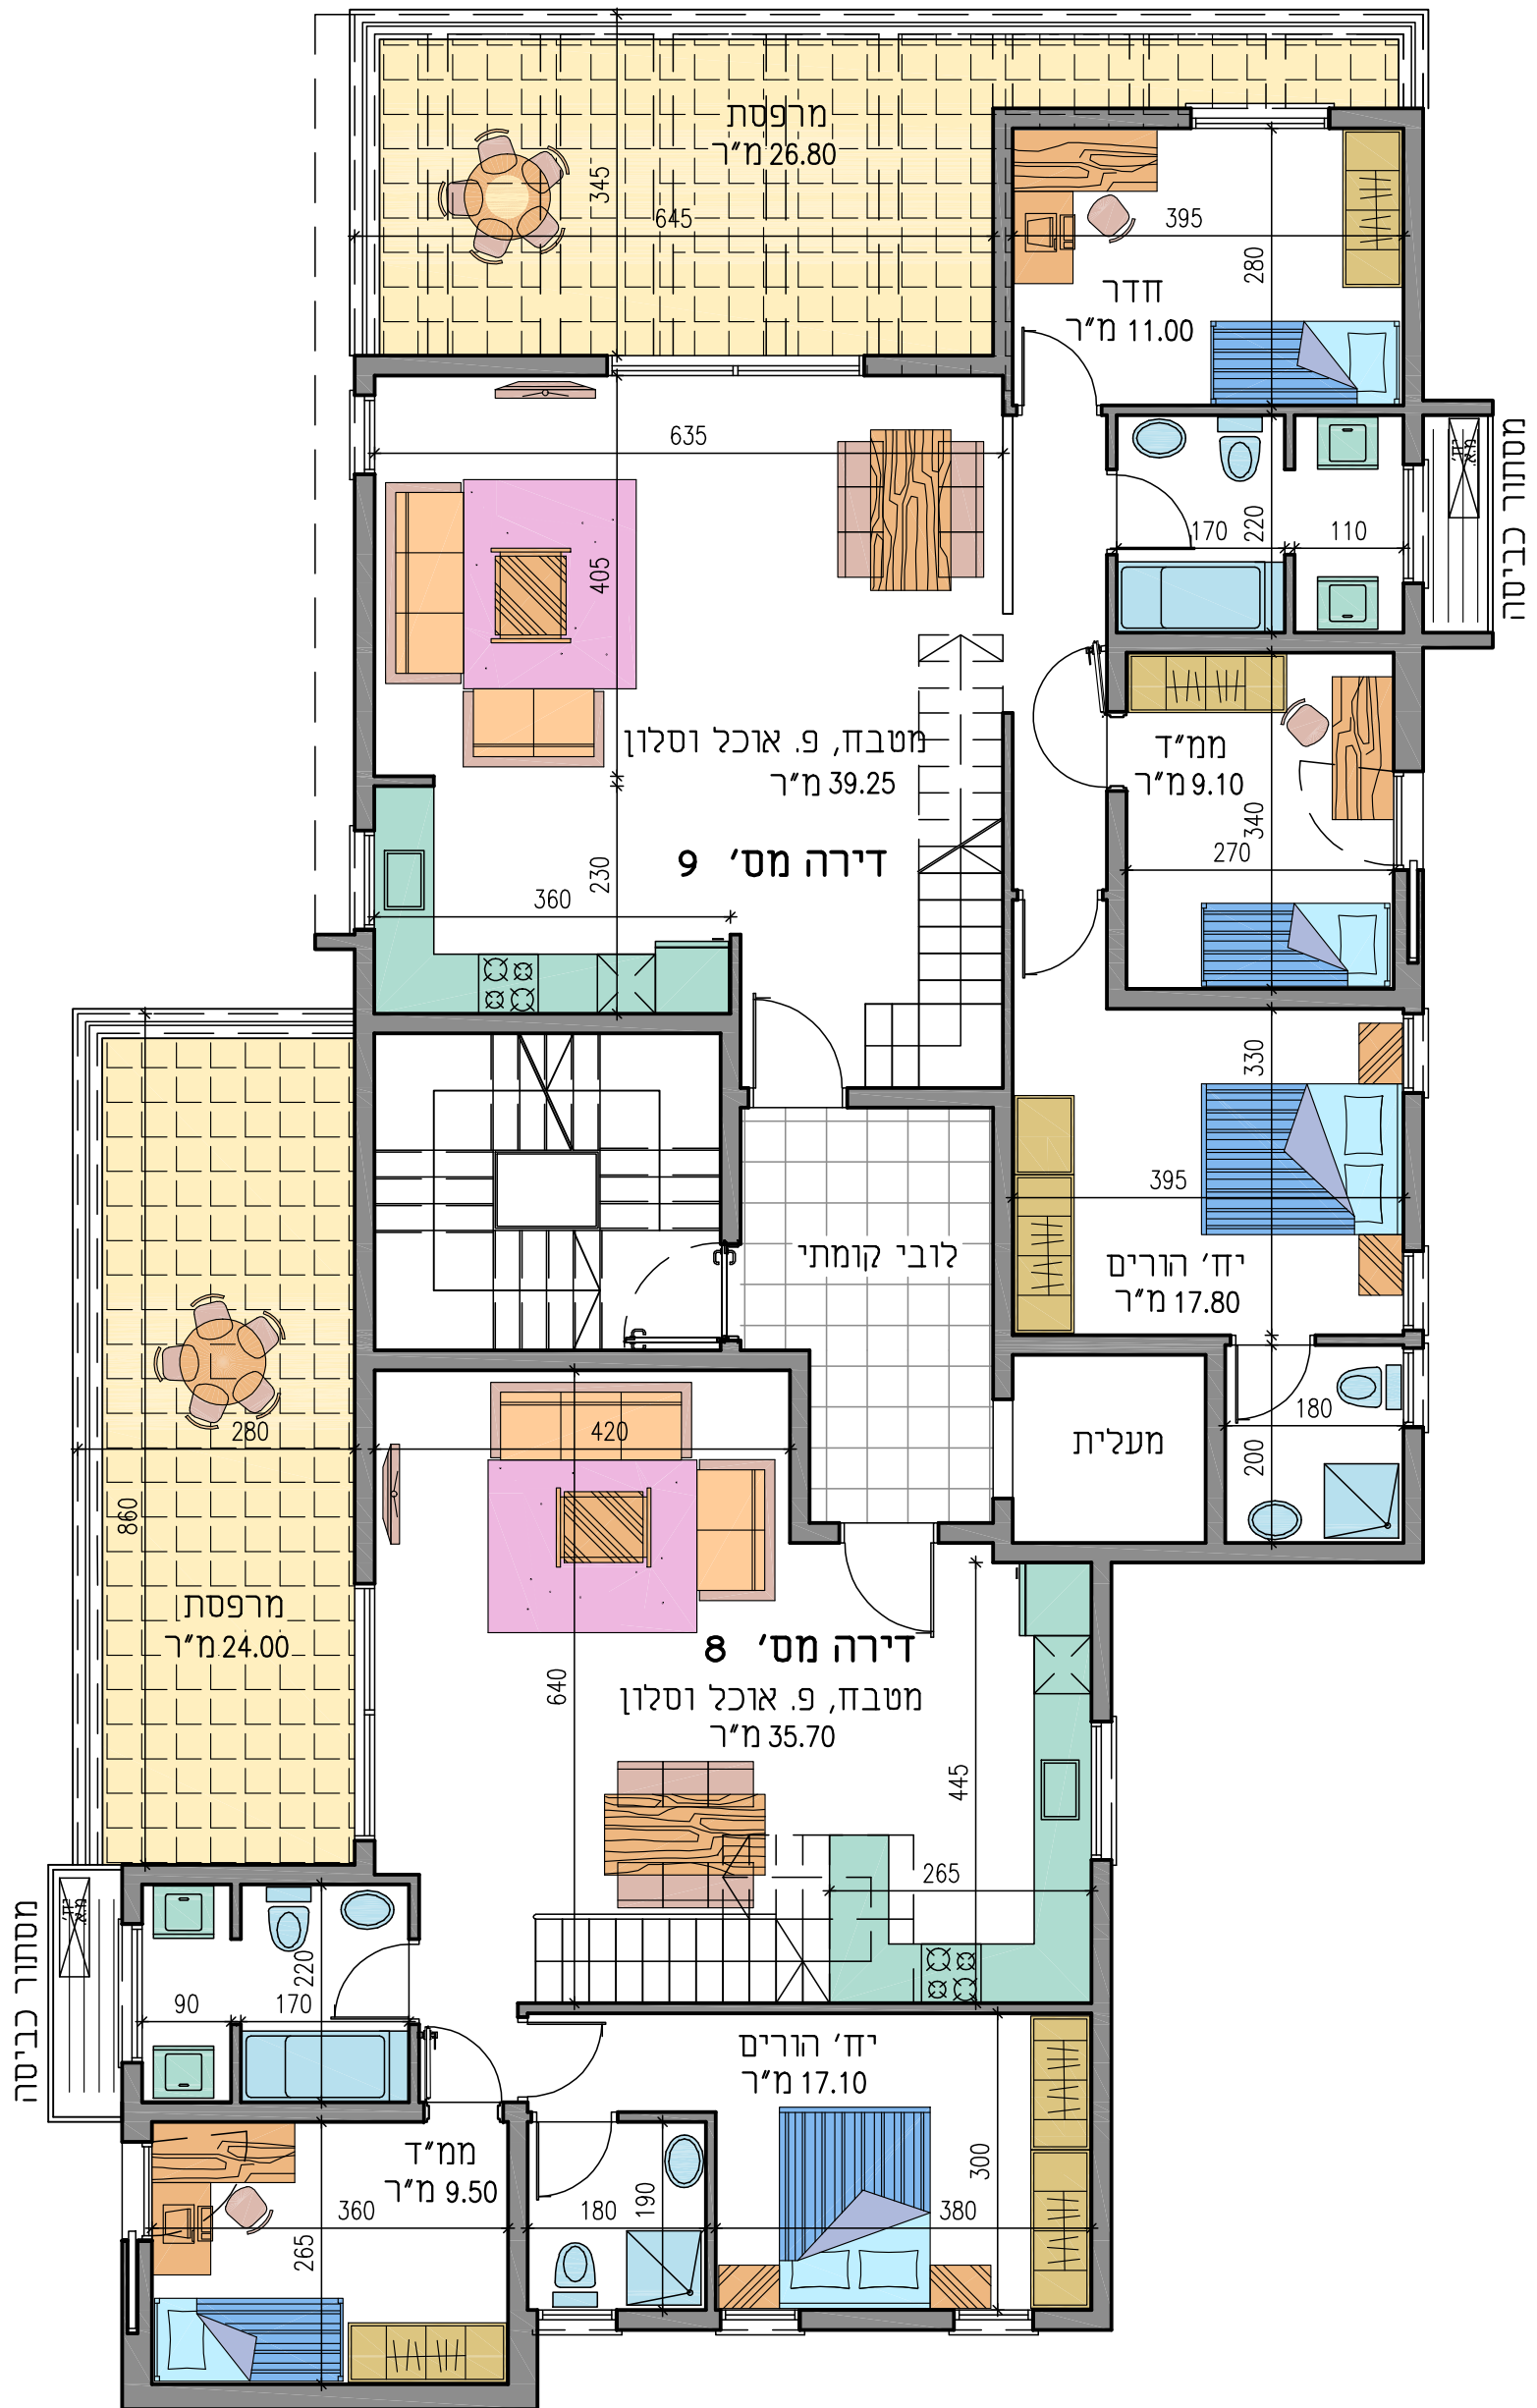 מרפסת
26.80 מ״ר
345
645
395
280
חדר
11.00 מ״ר
635
מסתור כביסה
170
220
110
405
מטבח, פ. אוכל וסלון
39.25 מ״ר
ממ״ד
9.10 מ״ר
340
270
דירה מס׳ 9
230
360
330
395
לובי קומתי
יח׳ הורים
17.80 מ״ר
280
420
180
200
מעלית
860
מרפסת
24.00 מ״ר
דירה מס׳ 8
640
מטבח, פ. אוכל וסלון
35.70 מ״ר
445
265
מסתור כביסה
220
90
170
יח׳ הורים
17.10 מ״ר
ממ״ד
9.50 מ״ר
300
360
180
190
380
265